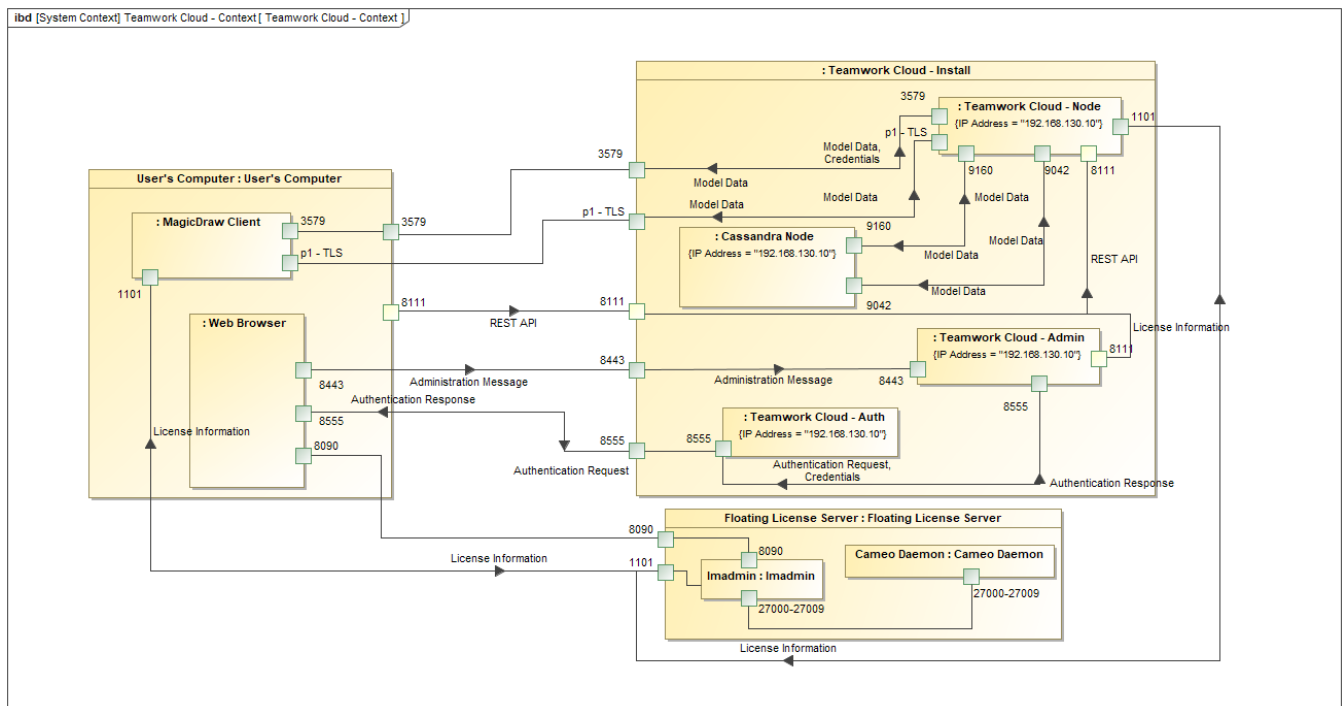 ibd [System Context] Teamwork Cloud - Context [ Teamwork Cloud - Context ]
: Teamwork Cloud - Install
3579
: Teamwork Cloud - Node
{IP Address = "192.168.130.10"}
1101
p1 - TLS
Model Data,
Credentials
3579
9160
9042
8111
User's Computer : User's Computer
Model Data
Model Data
Model Data
Model Data
p1 - TLS
: MagicDraw Client
3579
3579
9160
: Cassandra Node
{IP Address = "192.168.130.10"}
Model Data
Model Data
p1 - TLS
REST API
1101
Model Data
8111
8111
9042
: Web Browser
REST API
License Information
: Teamwork Cloud - Admin
{IP Address = "192.168.130.10"}
8111
8443
8443
Administration Message
Administration Message
8443
Authentication Response
8555
: Teamwork Cloud - Auth
{IP Address = "192.168.130.10"}
8555
License Information
8555
8555
8090
Authentication Request
Authentication Request,
Credentials
Authentication Response
Floating License Server : Floating License Server
8090
8090
Cameo Daemon : Cameo Daemon
License Information
1101
lmadmin : lmadmin
27000-27009
27000-27009
License Information